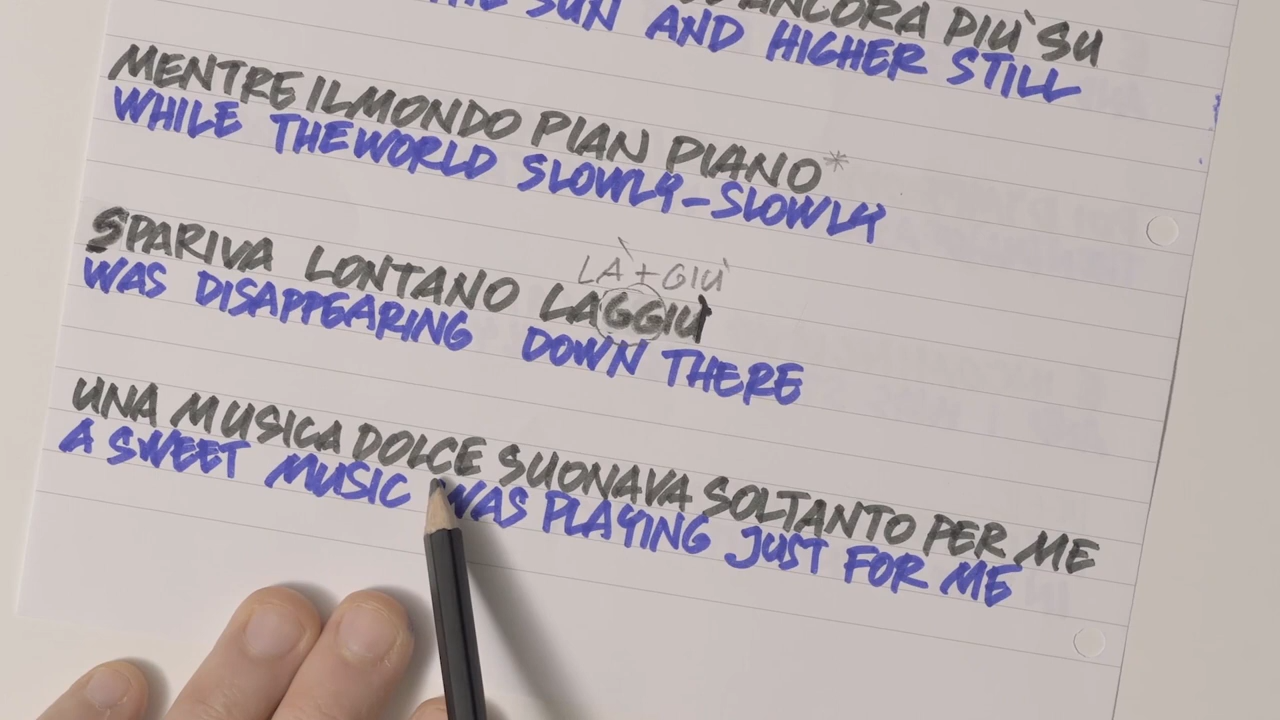 ANCORA PIÙ SU
THE SUN AND HIGHER STILL
MENTRE IL MONDO PIAN PIANO*
WHILE THE WORLD SLOWLY-SLOWLY
LÀ+GIÙ
SPARIVA LONTANO LAGGIÙ
WAS DISAPPEARING DOWN THERE
UNA MUSICA DOLCE SUONAVA SOLTANTO PER ME
A SWEET MUSIC WAS PLAYING JUST FOR ME